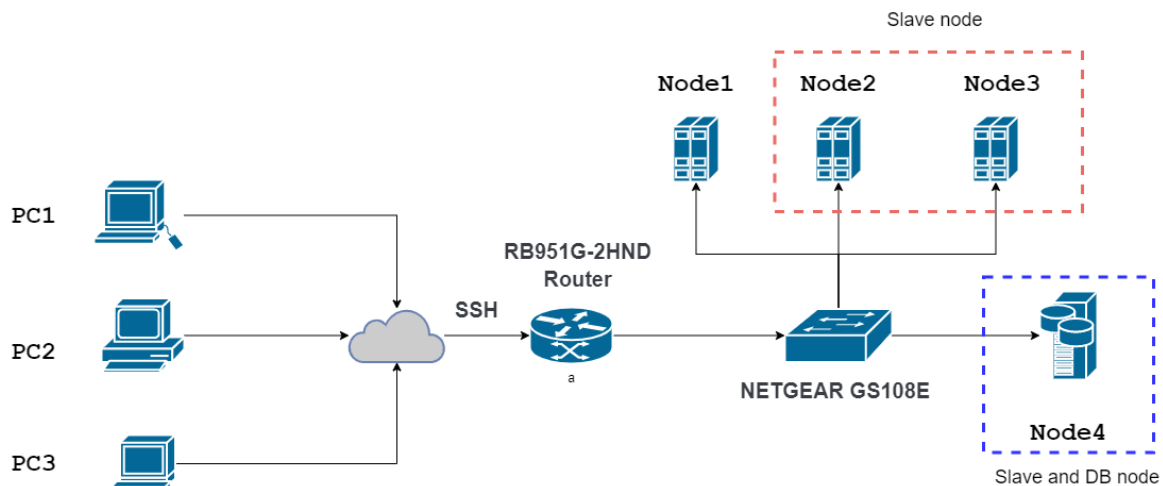 Slave node
Node1
Node2
Node3
PC1
RB951G-2HND
Router
SSH
PC2
a
NETGEAR GS108E
Node4
PC3
Slave and DB node